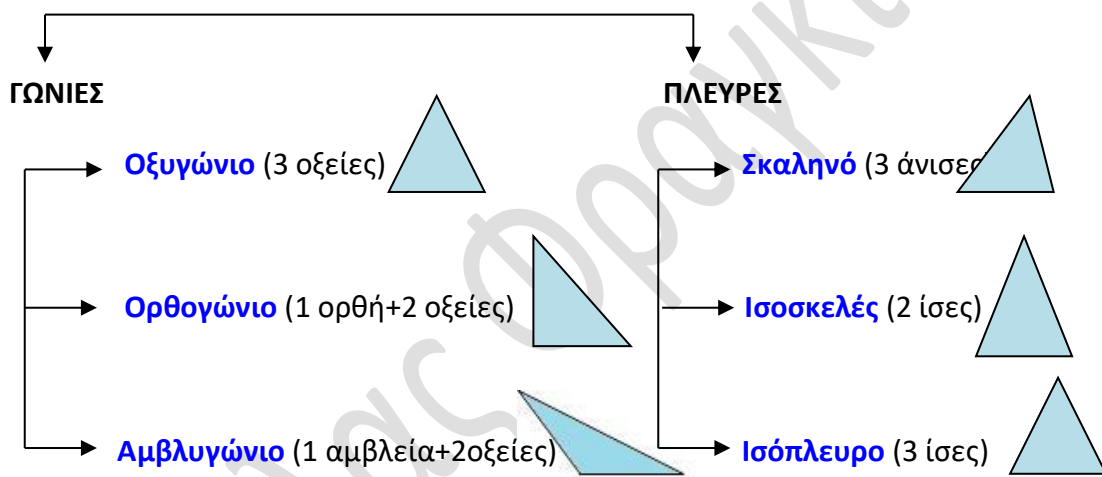 ΓΩΝΙΕΣ ΠΛΕΥΡΕΣ
Οξυγώνιο (3 οξείες) Σκαληνό (3 άνισες
Ορθογώνιο (1 ορθή+2 οξείες) Ισοσκελές (2 ίσες)
Αμβλυγώνιο (1 αμβλεία+2οξείες) Ισόπλευρο (3 ίσες)